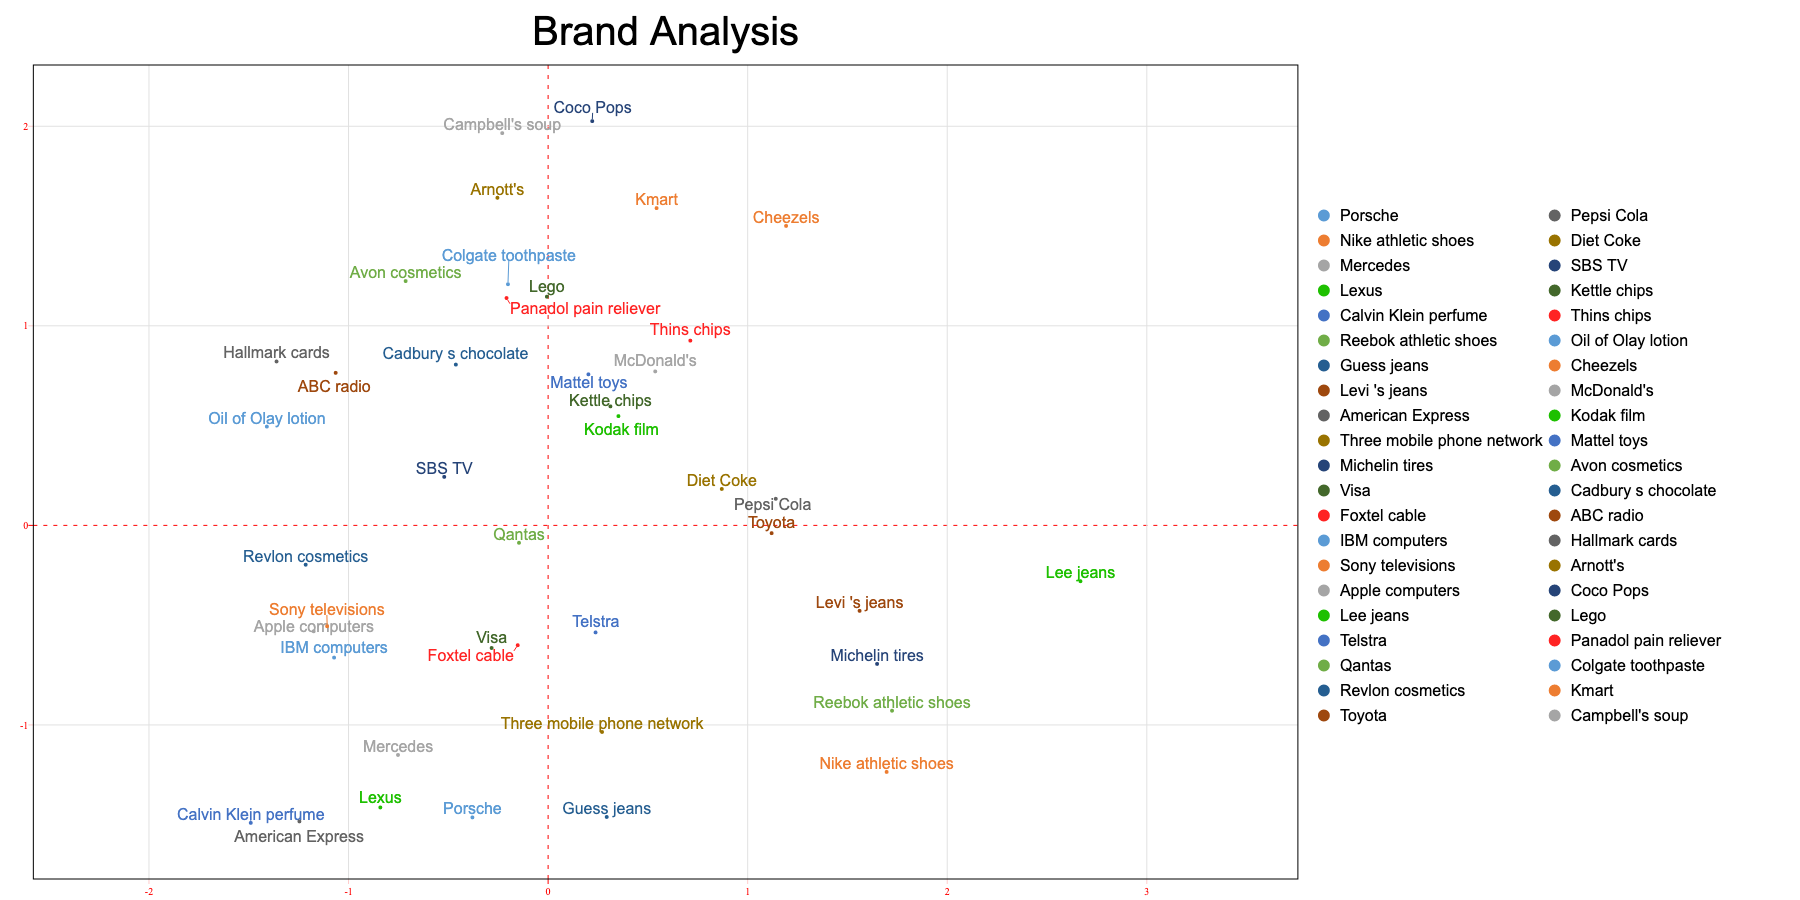 Brand Analysis
Coco Pops
Campbell's soup
2
Arnott's
Kmart
Cheezels
Colgate toothpaste
Avon cosmetics
Lego
Panadol pain reliever
1
Thins chips
Hallmark cards
Cadbury s chocolate
McDonald's
ABC radio
Mattel toys
Kettle chips
Oil of Olay lotion
Kodak film
SBS TV
Diet Coke
Pepsi Cola
Toyota
0
Qantas
Revlon cosmetics
Lee jeans
Levi 's jeans
Sony televisions
Telstra
Apple computers
Visa
IBM computers
Foxtel cable
Michelin tires
Reebok athletic shoes
Three mobile phone network
-1
Mercedes
Nike athletic shoes
Lexus
Porsche
Guess jeans
Calvin Klein perfume
American Express
-2 -1 0 1 2 3
Porsche
Nike athletic shoes
Mercedes
Lexus
Calvin Klein perfume
Reebok athletic shoes
Guess jeans
Levi 's jeans
American Express
Three mobile phone network
Michelin tires
Visa
Foxtel cable
IBM computers
Sony televisions
Apple computers
Lee jeans
Telstra
Qantas
Revlon cosmetics
Toyota
Pepsi Cola
Diet Coke
SBS TV
Kettle chips
Thins chips
Oil of Olay lotion
Cheezels
McDonald's
Kodak film
Mattel toys
Avon cosmetics
Cadbury s chocolate
ABC radio
Hallmark cards
Arnott's
Coco Pops
Lego
Panadol pain reliever
Colgate toothpaste
Kmart
Campbell's soup